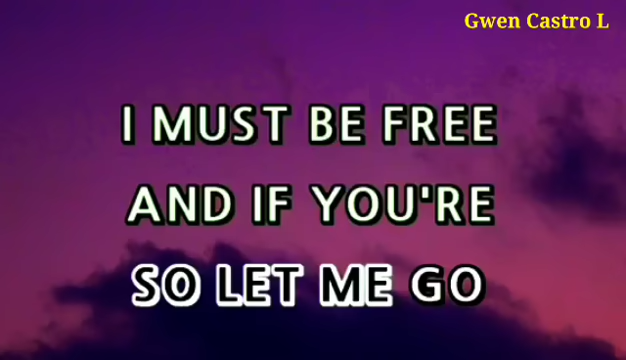 Gwen Castro L
I MUST BE FREE
AND IF YOU'RE
SO LET ME GO